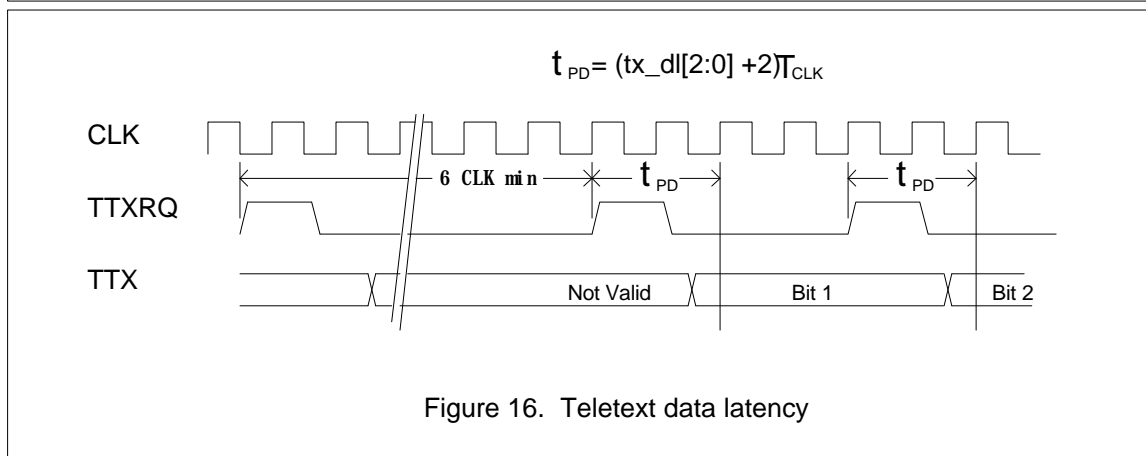 t PD = (tx_dl[2:0] +2)TCLK
CLK
6 CLK min
t PD
t PD
TTXRQ
TTX
Not Valid
Bit 1
Bit 2
Figure 16. Teletext data latency